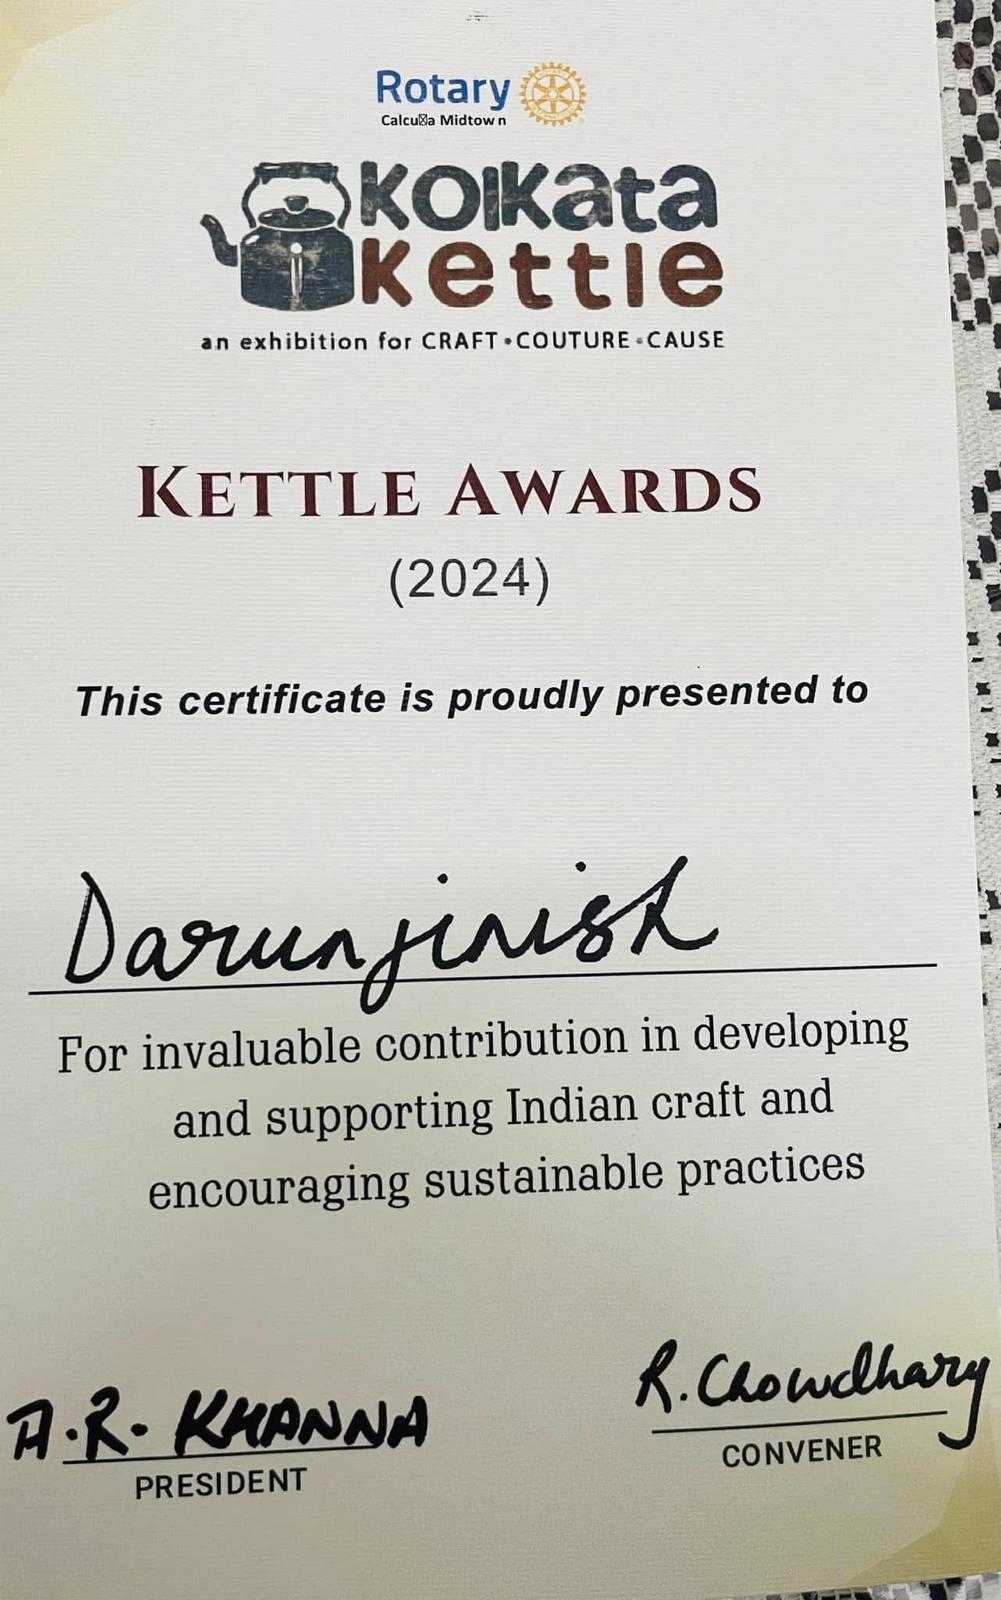 Rotary
Calcu☒a Midtown
Kolkata
Kettle
an exhibition for CRAFT • COUTURE • CAUSE
KETTLE AWARDS
(2024)
This certificate is proudly presented to
Darunjinish
For invaluable contribution in developing
and supporting Indian craft and
encouraging sustainable practices
A.R. KHANNA
PRESIDENT
R. Chowdhary
CONVENER